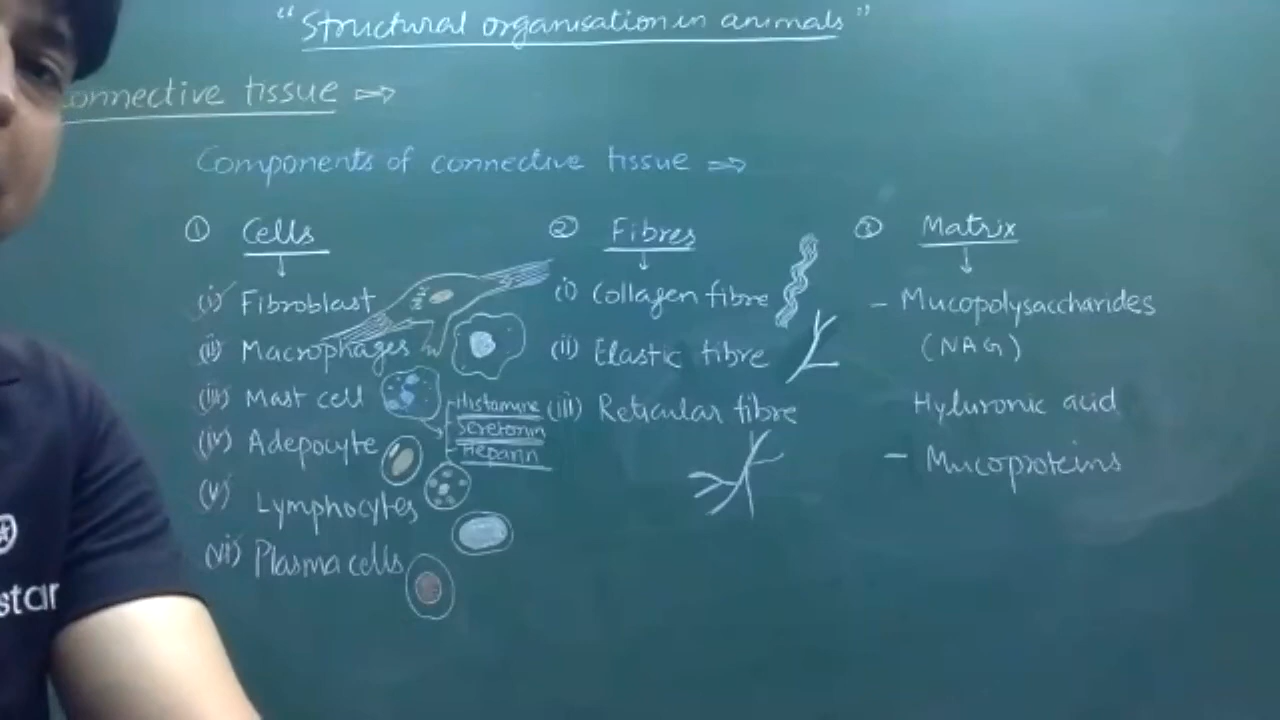 "Structural organisation in animals"
connective tissue ⇒
Components of connective tissue ⇒
① Cells
(i) Fibroblast
(ii) Macrophages
(iii) Mast cell
Histamine
Seretonin
Heparin
(iv) Adepocyte
(v) Lymphocytes
(vi) Plasma cells
② Fibres
(i) Collagen fibre
(ii) Elastic fibre
(iii) Reticular fibre
③ Matrix
- Mucopolysaccharides
(NAG)
Hyluronic acid
- Mucoproteins
star